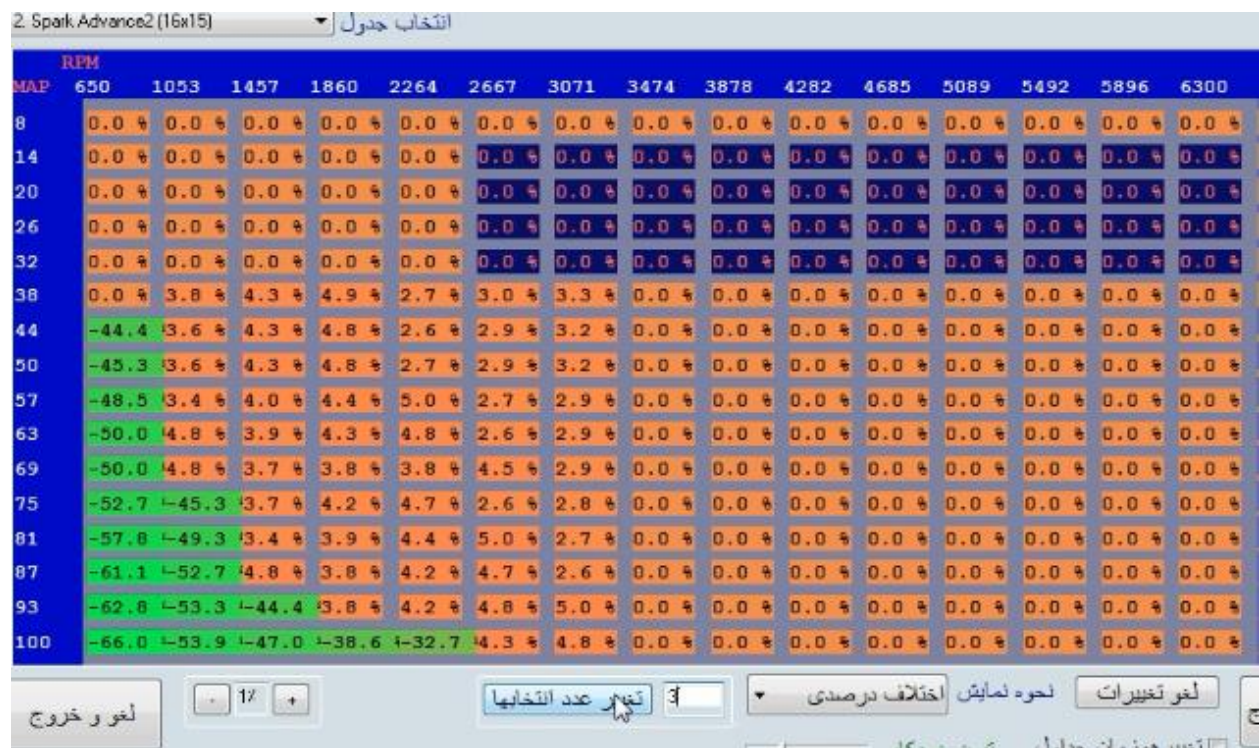 2. Spark Advance2 (16x15) انتخاب جدول
RPM
MAP 650 1053 1457 1860 2264 2667 3071 3474 3878 4282 4685 5089 5492 5896 6300
8 0.0 % 0.0 % 0.0 % 0.0 % 0.0 % 0.0 % 0.0 % 0.0 % 0.0 % 0.0 % 0.0 % 0.0 % 0.0 % 0.0 % 0.0 %
14 0.0 % 0.0 % 0.0 % 0.0 % 0.0 % 0.0 % 0.0 % 0.0 % 0.0 % 0.0 % 0.0 % 0.0 % 0.0 % 0.0 % 0.0 %
20 0.0 % 0.0 % 0.0 % 0.0 % 0.0 % 0.0 % 0.0 % 0.0 % 0.0 % 0.0 % 0.0 % 0.0 % 0.0 % 0.0 % 0.0 %
26 0.0 % 0.0 % 0.0 % 0.0 % 0.0 % 0.0 % 0.0 % 0.0 % 0.0 % 0.0 % 0.0 % 0.0 % 0.0 % 0.0 % 0.0 %
32 0.0 % 0.0 % 0.0 % 0.0 % 0.0 % 0.0 % 0.0 % 0.0 % 0.0 % 0.0 % 0.0 % 0.0 % 0.0 % 0.0 % 0.0 %
38 0.0 % 3.8 % 4.3 % 4.9 % 2.7 % 3.0 % 3.3 % 0.0 % 0.0 % 0.0 % 0.0 % 0.0 % 0.0 % 0.0 % 0.0 %
44 -44.4 3.6 % 4.3 % 4.8 % 2.6 % 2.9 % 3.2 % 0.0 % 0.0 % 0.0 % 0.0 % 0.0 % 0.0 % 0.0 % 0.0 %
50 -45.3 3.6 % 4.3 % 4.8 % 2.7 % 2.9 % 3.2 % 0.0 % 0.0 % 0.0 % 0.0 % 0.0 % 0.0 % 0.0 % 0.0 %
57 -48.5 3.4 % 4.0 % 4.4 % 5.0 % 2.7 % 2.9 % 0.0 % 0.0 % 0.0 % 0.0 % 0.0 % 0.0 % 0.0 % 0.0 %
63 -50.0 4.8 % 3.9 % 4.3 % 4.8 % 2.6 % 2.9 % 0.0 % 0.0 % 0.0 % 0.0 % 0.0 % 0.0 % 0.0 % 0.0 %
69 -50.0 4.8 % 3.7 % 3.8 % 3.8 % 4.5 % 2.9 % 0.0 % 0.0 % 0.0 % 0.0 % 0.0 % 0.0 % 0.0 % 0.0 %
75 -52.7 -45.3 3.7 % 4.2 % 4.7 % 2.6 % 2.8 % 0.0 % 0.0 % 0.0 % 0.0 % 0.0 % 0.0 % 0.0 % 0.0 %
81 -57.8 -49.3 3.4 % 3.9 % 4.4 % 5.0 % 2.7 % 0.0 % 0.0 % 0.0 % 0.0 % 0.0 % 0.0 % 0.0 % 0.0 %
87 -61.1 -52.7 4.8 % 3.8 % 4.2 % 4.7 % 2.6 % 0.0 % 0.0 % 0.0 % 0.0 % 0.0 % 0.0 % 0.0 % 0.0 %
93 -62.8 -53.3 -44.4 3.8 % 4.2 % 4.8 % 5.0 % 0.0 % 0.0 % 0.0 % 0.0 % 0.0 % 0.0 % 0.0 % 0.0 %
100 -66.0 -53.9 -47.0 -38.6 -32.7 4.3 % 4.8 % 0.0 % 0.0 % 0.0 % 0.0 % 0.0 % 0.0 % 0.0 % 0.0 %
لغو تغییرات نحوه نمایش اختلاف درصدی 3 تغییر عدد انتخابها + 1% - لغو و خروج